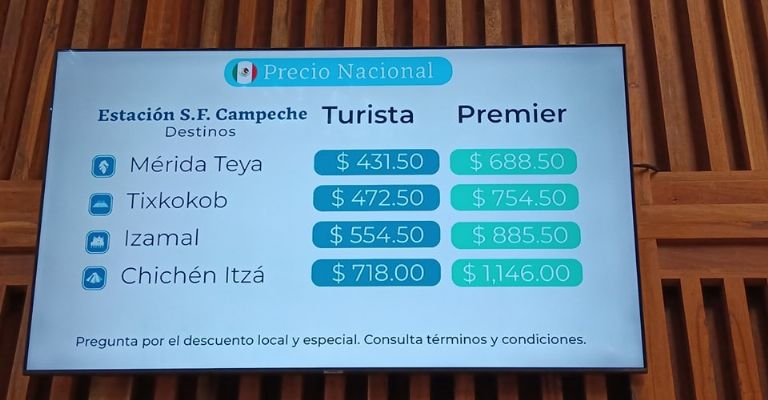 Precio Nacional
Estación S.F. Campeche Turista Premier
Destinos
Mérida Teya $ 431.50 $ 688.50
Tixkokob $ 472.50 $ 754.50
Izamal $ 554.50 $ 885.50
Chichén Itzá $ 718.00 $ 1,146.00
Pregunta por el descuento local y especial. Consulta términos y condiciones.